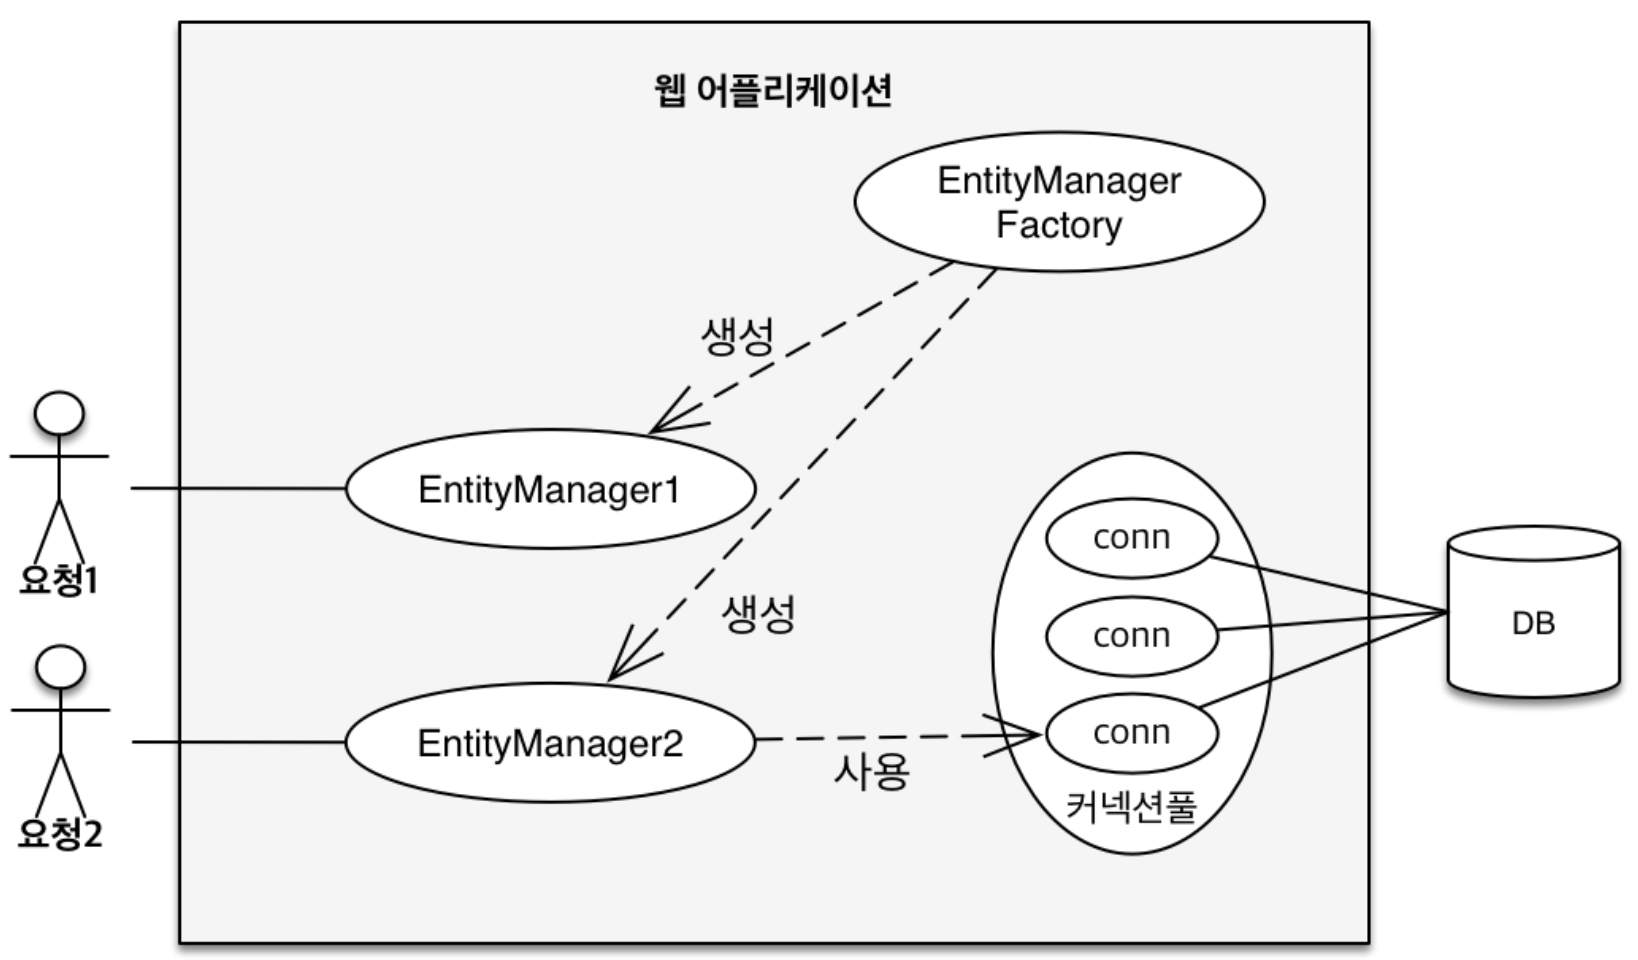 웹 어플리케이션
EntityManager
Factory
생성
EntityManager1
요청1
conn
conn
DB
생성
EntityManager2
사용
conn
커넥션풀
요청2